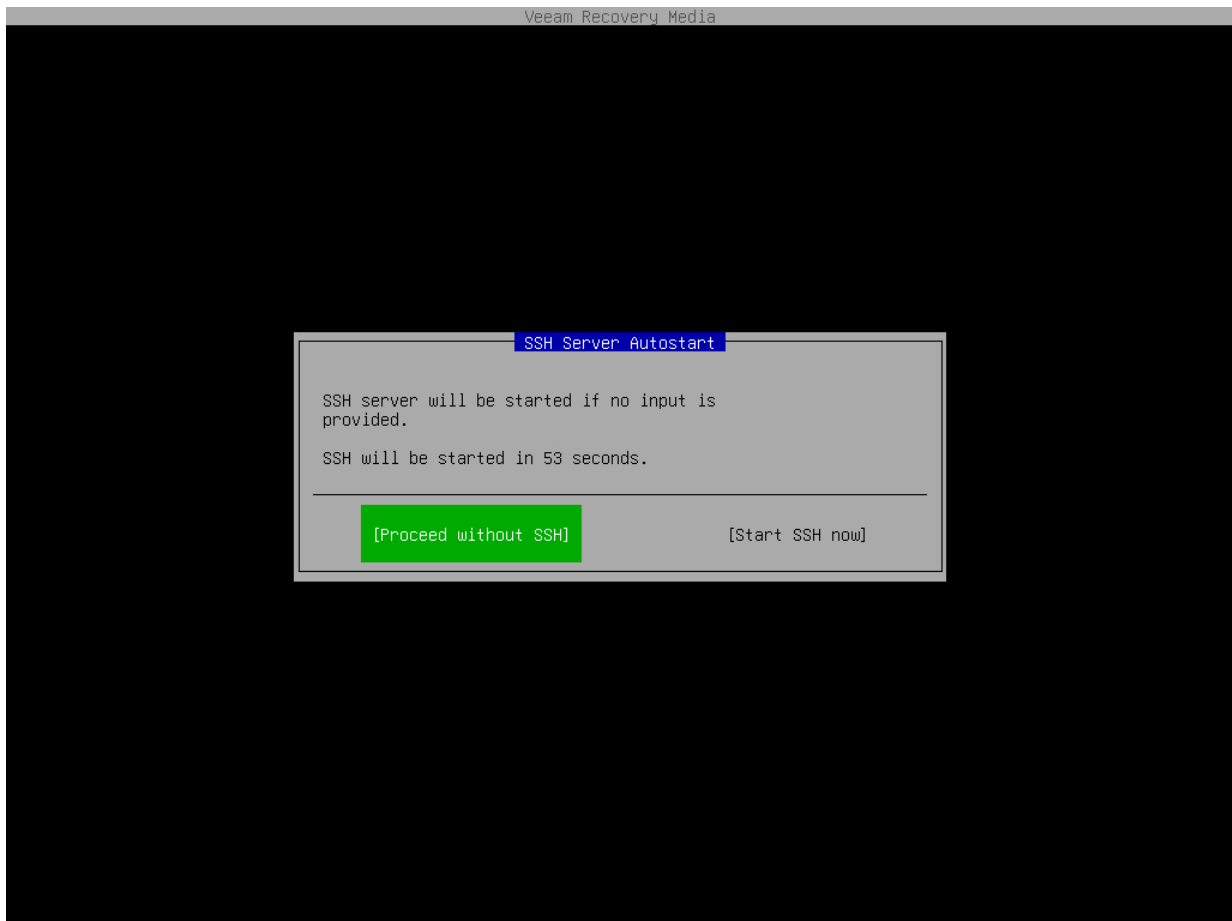 Veeam Recovery Media
SSH Server Autostart
SSH server will be started if no input is
provided.
SSH will be started in 53 seconds.
[Proceed without SSH]
[Start SSH now]